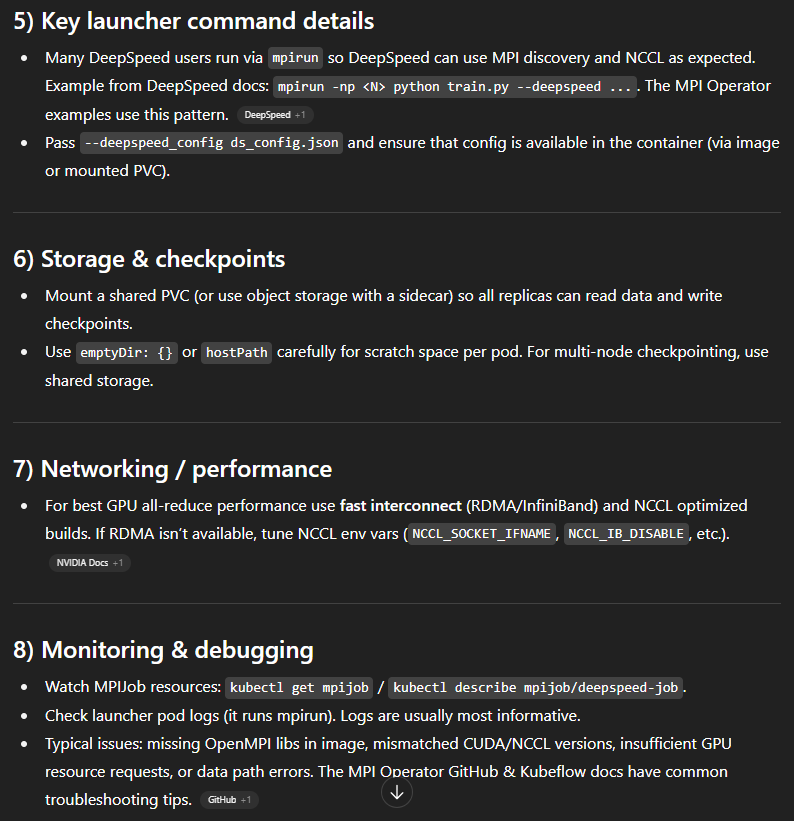 5) Key launcher command details
• Many DeepSpeed users run via mpirun so DeepSpeed can use MPI discovery and NCCL as expected.
Example from DeepSpeed docs: mpirun -np <N> python train.py --deepspeed .... The MPI Operator
examples use this pattern. DeepSpeed +1
• Pass --deepspeed_config ds_config.json and ensure that config is available in the container (via image
or mounted PVC).
6) Storage & checkpoints
• Mount a shared PVC (or use object storage with a sidecar) so all replicas can read data and write
checkpoints.
• Use emptyDir: {} or hostPath carefully for scratch space per pod. For multi-node checkpointing, use
shared storage.
7) Networking / performance
• For best GPU all-reduce performance use fast interconnect (RDMA/InfiniBand) and NCCL optimized
builds. If RDMA isn't available, tune NCCL env vars (NCCL_SOCKET_IFNAME, NCCL_IB_DISABLE, etc.).
NVIDIA Docs +1
8) Monitoring & debugging
• Watch MPIJob resources: kubectl get mpijob / kubectl describe mpijob/deepspeed-job.
• Check launcher pod logs (it runs mpirun). Logs are usually most informative.
• Typical issues: missing OpenMPI libs in image, mismatched CUDA/NCCL versions, insufficient GPU
resource requests, or data path errors. The MPI Operator GitHub & Kubeflow docs have common
troubleshooting tips. GitHub +1